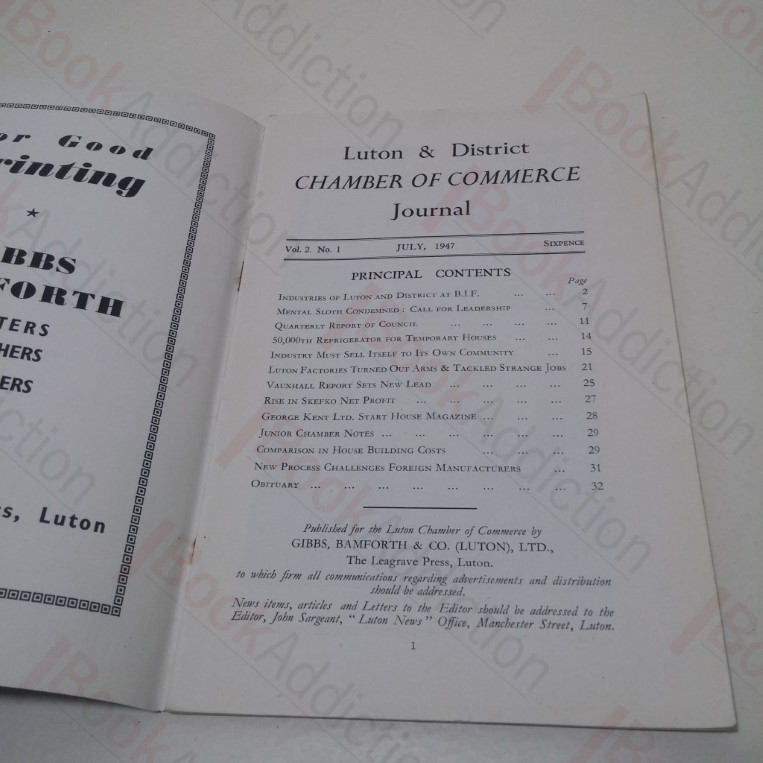 or Good
rinting
BBS
FORTH
TERS
HERS
ERS
ss, Luton
Luton & District
CHAMBER OF COMMERCE
Journal
Vol. 2. No. 1 JULY, 1947 SIXPENCE
PRINCIPAL CONTENTS
Page
INDUSTRIES OF LUTON AND DISTRICT AT B.I.F. ... ... 2
MENTAL SLOTH CONDEMNED : CALL FOR LEADERSHIP ... 7
QUARTERLY REPORT OF COUNCIL ... ... ... ... 11
50,000TH REFRIGERATOR FOR TEMPORARY HOUSES ... ... 14
INDUSTRY MUST SELL ITSELF TO ITS OWN COMMUNITY ... 15
LUTON FACTORIES TURNED OUT ARMS & TACKLED STRANGE JOBS 21
VAUXHALL REPORT SETS NEW LEAD ... ... ... ... 25
RISE IN SKEFKO NET PROFIT ... ... ... ... ... 27
GEORGE KENT LTD. START HOUSE MAGAZINE ... ... ... 28
JUNIOR CHAMBER NOTES ... ... ... ... ... ... 29
COMPARISON IN HOUSE BUILDING COSTS ... ... ... 29
NEW PROCESS CHALLENGES FOREIGN MANUFACTURERS ... 31
OBITUARY ... ... ... ... ... ... ... ... 32
Published for the Luton Chamber of Commerce by
GIBBS, BAMFORTH & CO. (LUTON), LTD.,
The Leagrave Press, Luton.
to which firm all communications regarding advertisements and distribution
should be addressed.
News items, articles and Letters to the Editor should be addressed to the
Editor, John Sargeant, "Luton News" Office, Manchester Street, Luton.
1
BookAddiction